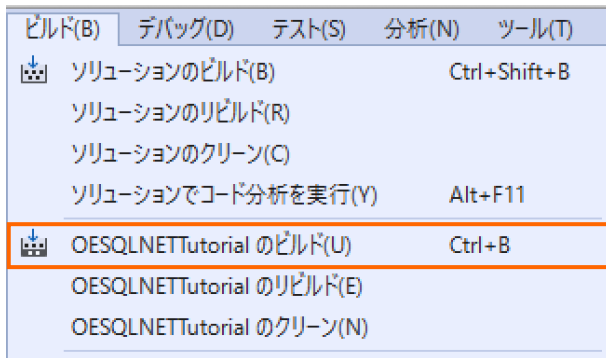 ビルド(B) デバッグ(D) テスト(S) 分析(N) ツール(T)
ソリューションのビルド(B) Ctrl+Shift+B
ソリューションのリビルド(R)
ソリューションのクリーン(C)
ソリューションでコード分析を実行(Y) Alt+F11
OESQLNETTutorial のビルド(U) Ctrl+B
OESQLNETTutorial のリビルド(E)
OESQLNETTutorial のクリーン(N)